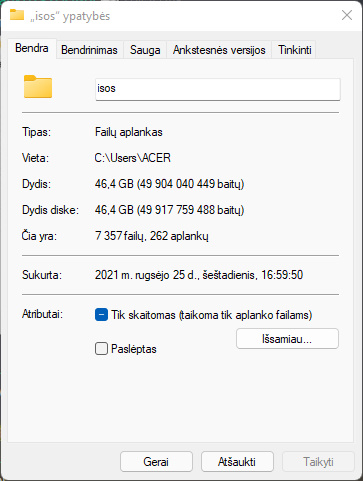 „isos“ ypatybės
Bendra Bendrinimas Sauga Ankstesnės versijos Tinkinti
isos
Tipas: Failų aplankas
Vieta: C:\Users\ACER
Dydis: 46,4 GB (49 904 040 449 baitų)
Dydis diske: 46,4 GB (49 917 759 488 baitų)
Čia yra: 7 357 failų, 262 aplankų
Sukurta: 2021 m. rugsėjo 25 d., šeštadienis, 16:59:50
Atributai: Tik skaitomas (taikoma tik aplanko failams)
Paslėptas Išsamiau...
Gerai Atšaukti Taikyti